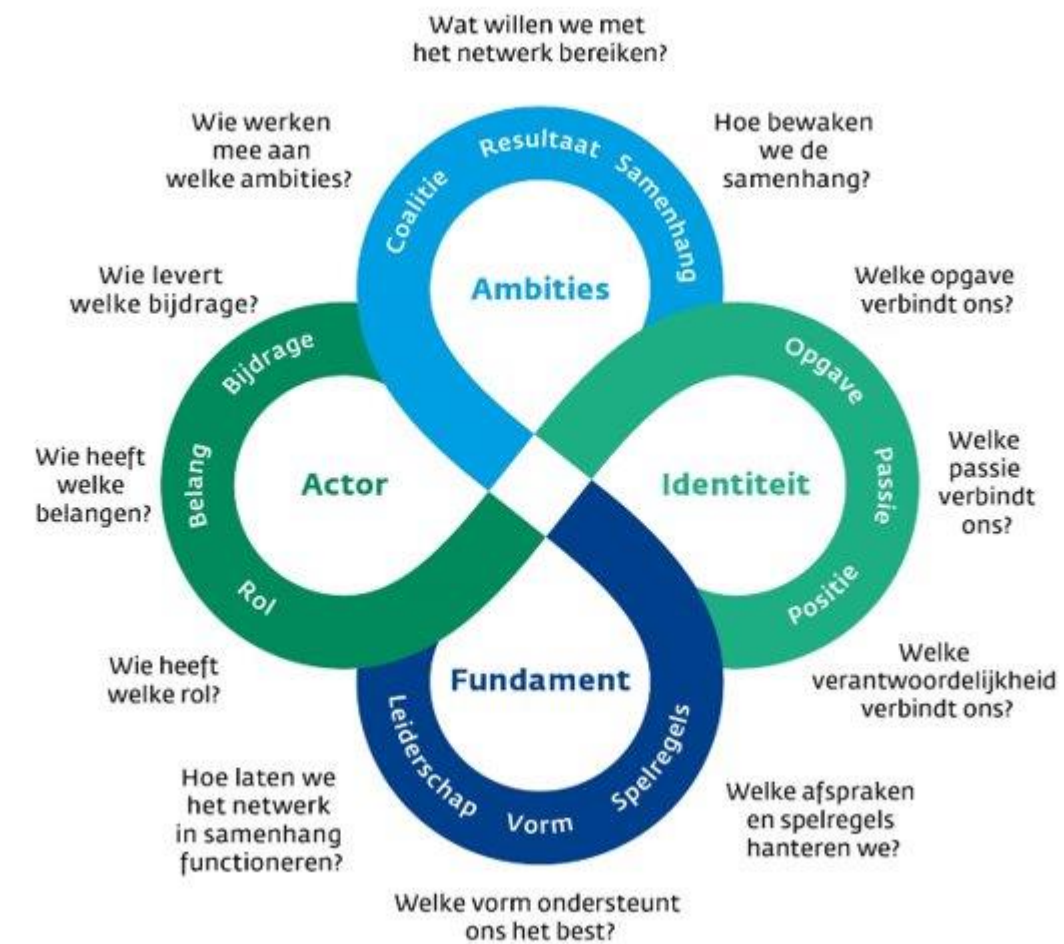 Wat willen we met
het netwerk bereiken?
Wie werken
mee aan
welke ambities?
Hoe bewaken
we de
samenhang?
Coalitie
Resultaat
Samenhang
Ambities
Wie levert
welke bijdrage?
Welke opgave
verbindt ons?
Bijdrage
Belang
Rol
Actor
Opgave
Passie
Positie
Identiteit
Wie heeft
welke
belangen?
Welke
passie
verbindt
ons?
Wie heeft
welke rol?
Welke
verantwoordelijkheid
verbindt ons?
Fundament
Leiderschap
Vorm
Spelregels
Hoe laten we
het netwerk
in samenhang
functioneren?
Welke afspraken
en spelregels
hanteren we?
Welke vorm ondersteunt
ons het best?